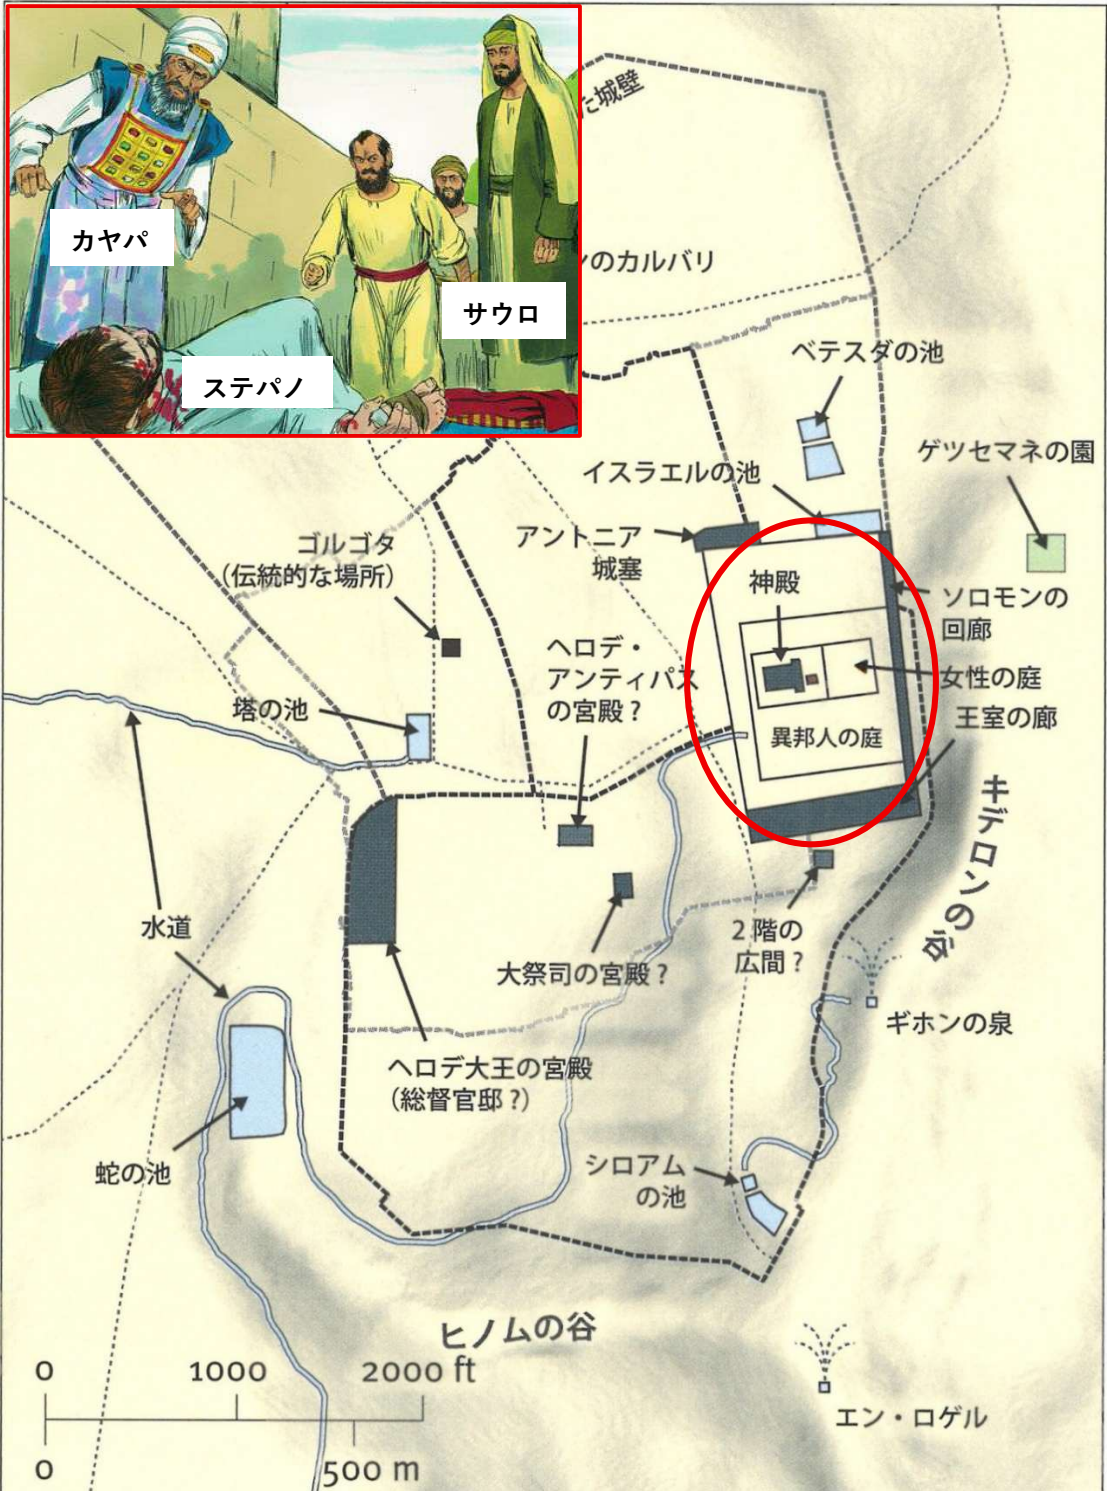 カヤパ
サウロ
ステパノ
た城壁
のカルバリ
ベテスダの池
ゲツセマネの園
イスラエルの池
アントニア
城塞
ゴルゴタ
（伝統的な場所）
神殿
ソロモンの
回廊
ヘロデ・
アンティパス
の宮殿？
女性の庭
塔の池
王室の廊
異邦人の庭
キデロンの谷
水道
2階の
広間？
大祭司の宮殿？
ギホンの泉
ヘロデ大王の宮殿
（総督官邸？）
蛇の池
シロアム
の池
ヒノムの谷
0 1000 2000 ft
エン・ロゲル
0 500 m